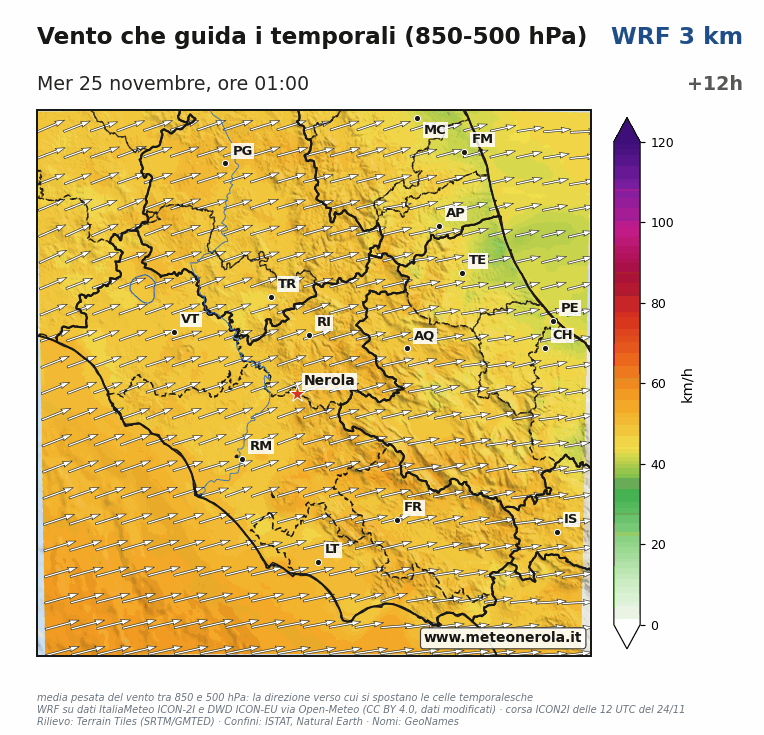 Vento che guida i temporali (850-500 hPa) WRF 3 km
Mer 25 novembre, ore 01:00 +12h
MC
FM
PG
AP
TE
TR
PE
VT
RI
CH
AQ
Nerola
RM
FR
IS
LT
www.meteonerola.it
120
100
80
60
40
20
0
km/h
media pesata del vento tra 850 e 500 hPa: la direzione verso cui si spostano le celle temporalesche
WRF su dati ItaliaMeteo ICON-2I e DWD ICON-EU via Open-Meteo (CC BY 4.0, dati modificati) · corsa ICON2I delle 12 UTC del 24/11
Rilievo: Terrain Tiles (SRTM/GMTED) · Confini: ISTAT, Natural Earth · Nomi: GeoNames